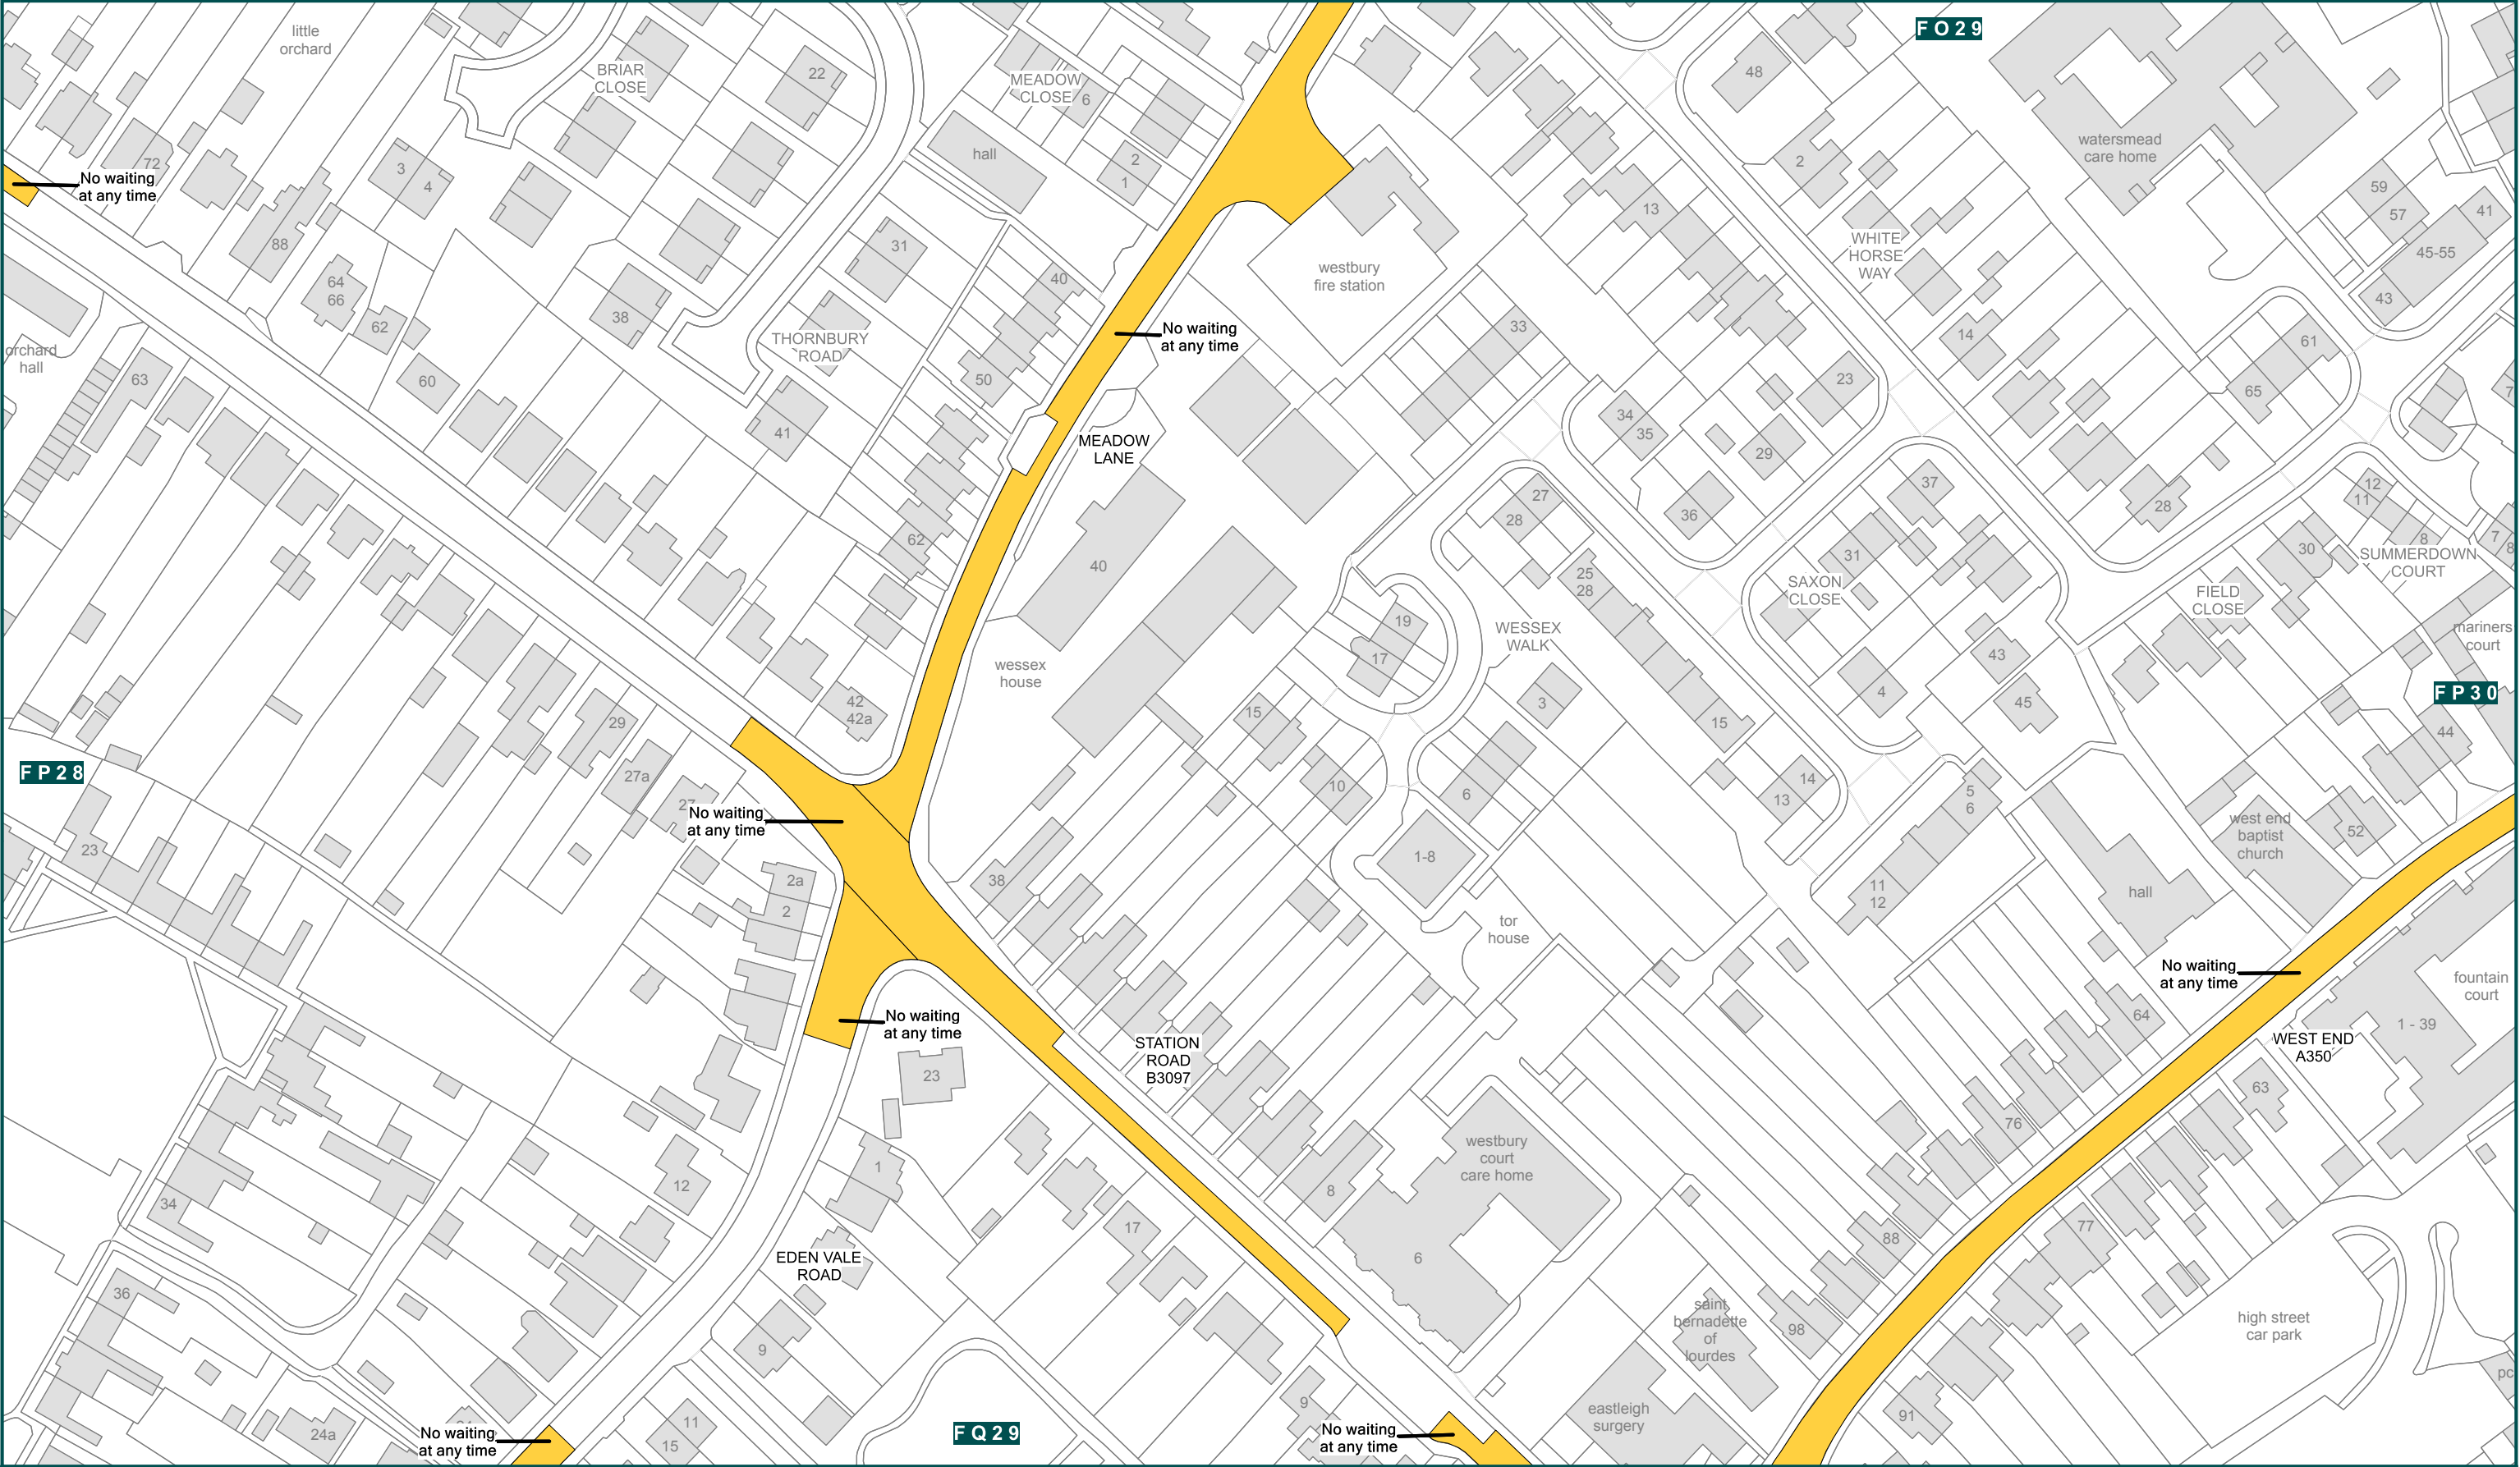 FO29
little
orchard
BRIAR
CLOSE
22
MEADOW
CLOSE
6
48
watersmead
care home
72
No waiting
at any time
3
4
hall
2
1
2
13
59
57
41
45-55
43
88
31
WHITE
HORSE
WAY
westbury
fire station
64
66
62
38
40
THORNBURY
ROAD
No waiting
at any time
33
14
61
65
orchard
hall
63
60
50
41
MEADOW
LANE
34
35
23
29
36
27
28
37
28
12
11
8
7
8
30
SUMMERDOWN
COURT
62
40
31
25
28
SAXON
CLOSE
FIELD
CLOSE
mariners
court
19
17
WESSEX
WALK
wessex
house
43
4
45
FP30
42
42a
29
15
3
15
44
FP28
27a
10
6
14
13
5
6
No waiting
at any time
23
2a
2
38
1-8
11
12
west end
baptist
church
52
hall
tor
house
No waiting
at any time
fountain
court
1 - 39
64
No waiting
at any time
STATION
ROAD
B3097
WEST END
A350
23
63
76
westbury
court
care home
1
12
8
34
17
6
77
88
EDEN VALE
ROAD
36
saint
bernadette
of
lourdes
98
high street
car park
9
9
91
11
15
24a
No waiting
at any time
FQ29
No waiting
at any time
eastleigh
surgery